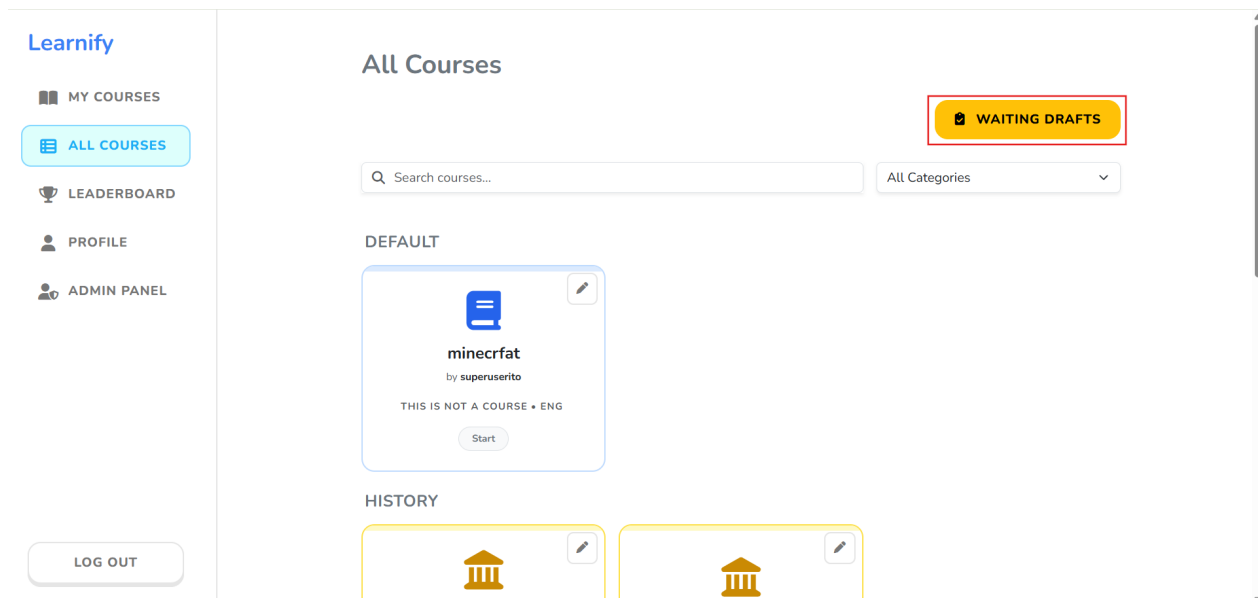 Learnify
MY COURSES
ALL COURSES
LEADERBOARD
PROFILE
ADMIN PANEL
LOG OUT
All Courses
WAITING DRAFTS
Search courses...
All Categories
DEFAULT
minecrfat
by superuserito
THIS IS NOT A COURSE • ENG
Start
HISTORY